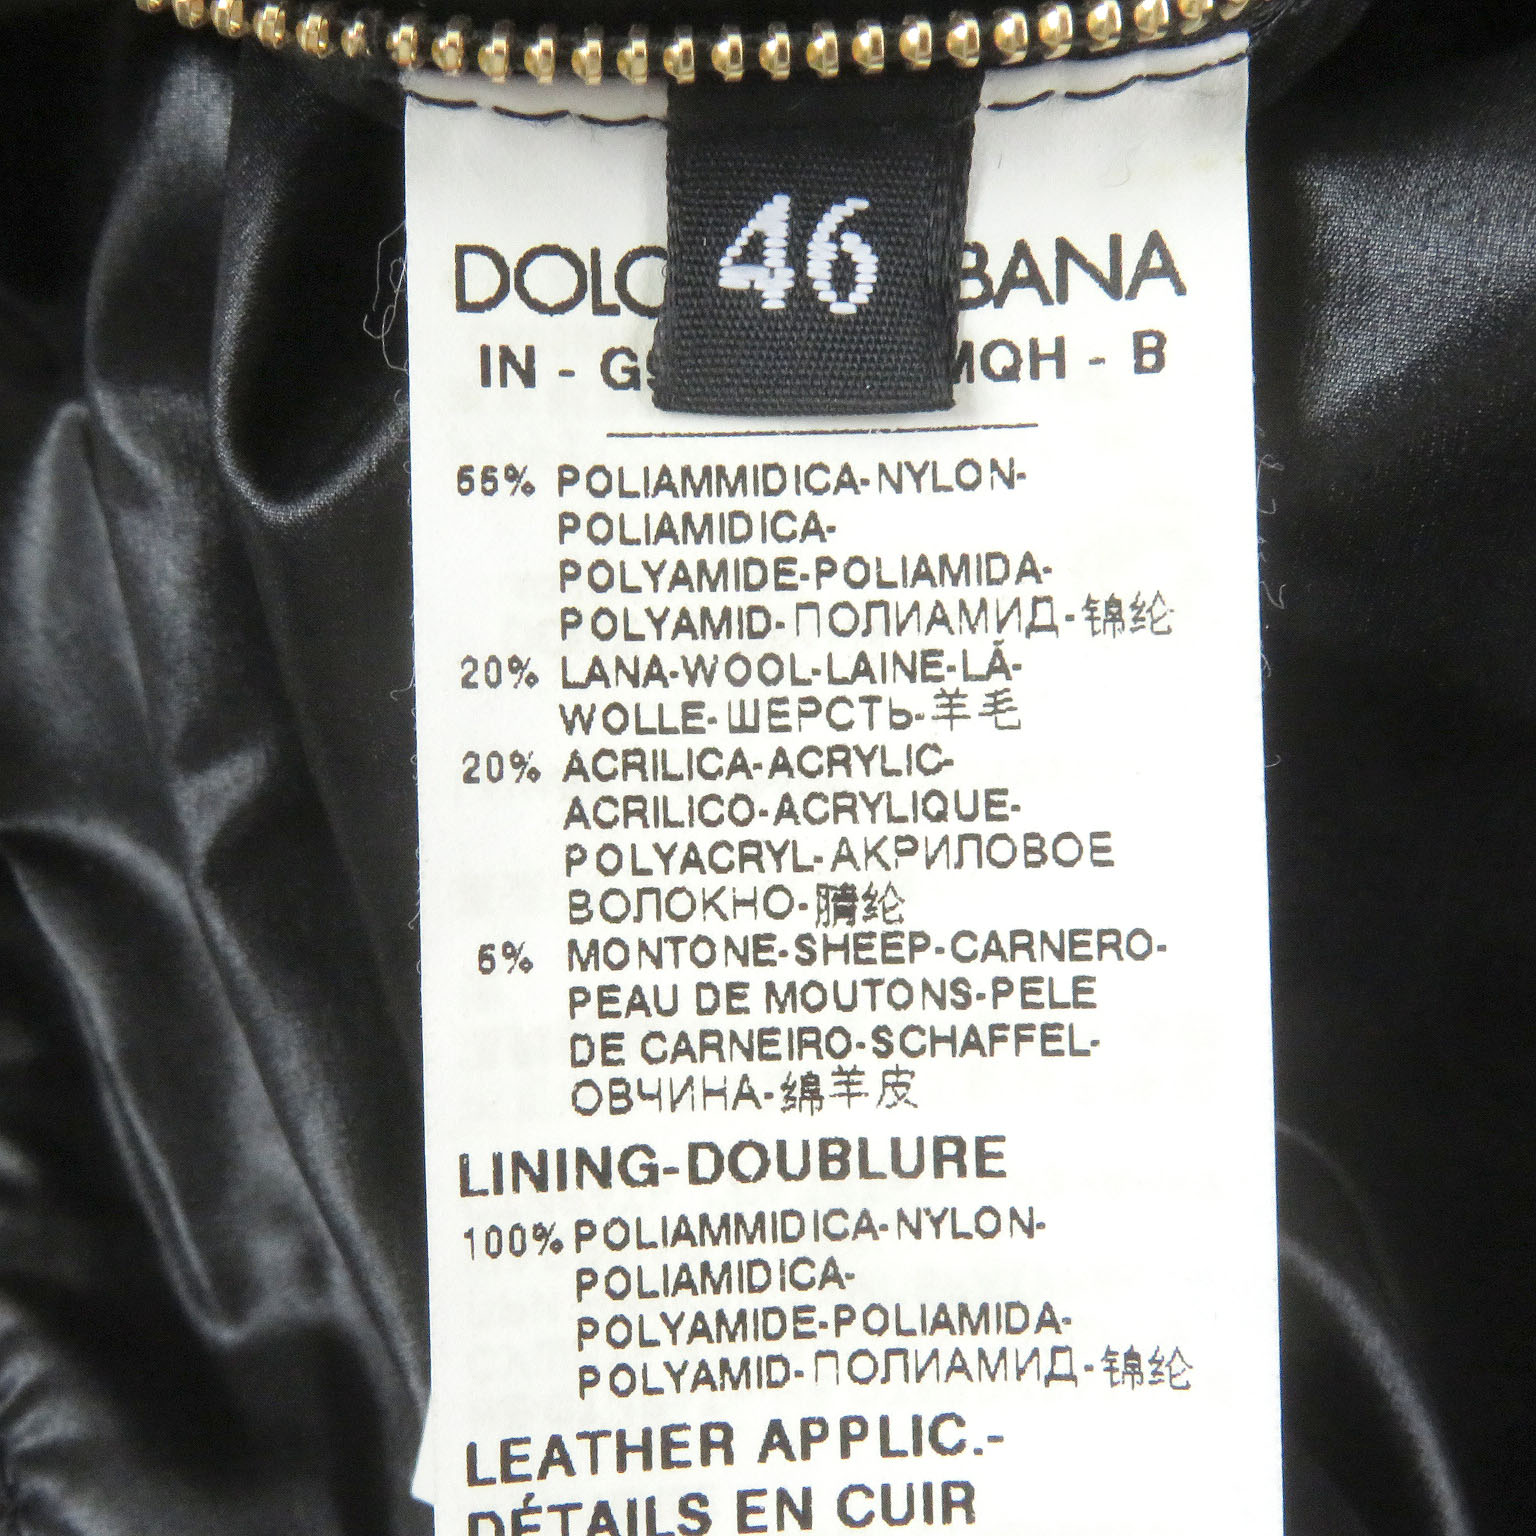 46
DOLC BANA
IN - G9 MQH - B
55% POLIAMMIDICA-NYLON-
POLIAMIDICA-
POLYAMIDE-POLIAMIDA-
POLYAMID-ПОЛИАМИД-锦纶
20% LANA-WOOL-LAINE-LÃ-
WOLLE-ШЕРСТЬ-羊毛
20% ACRILICA-ACRYLIC-
ACRILICO-ACRYLIQUE-
POLYACRYL-АКРИЛОВОЕ
ВОЛОКНО-腈纶
5% MONTONE-SHEEP-CARNERO-
PEAU DE MOUTONS-PELE
DE CARNEIRO-SCHAFFEL-
ОВЧИНА-绵羊皮
LINING-DOUBLURE
100% POLIAMMIDICA-NYLON-
POLIAMIDICA-
POLYAMIDE-POLIAMIDA-
POLYAMID-ПОЛИАМИД-锦纶
LEATHER APPLIC.-
DÉTAILS EN CUIR